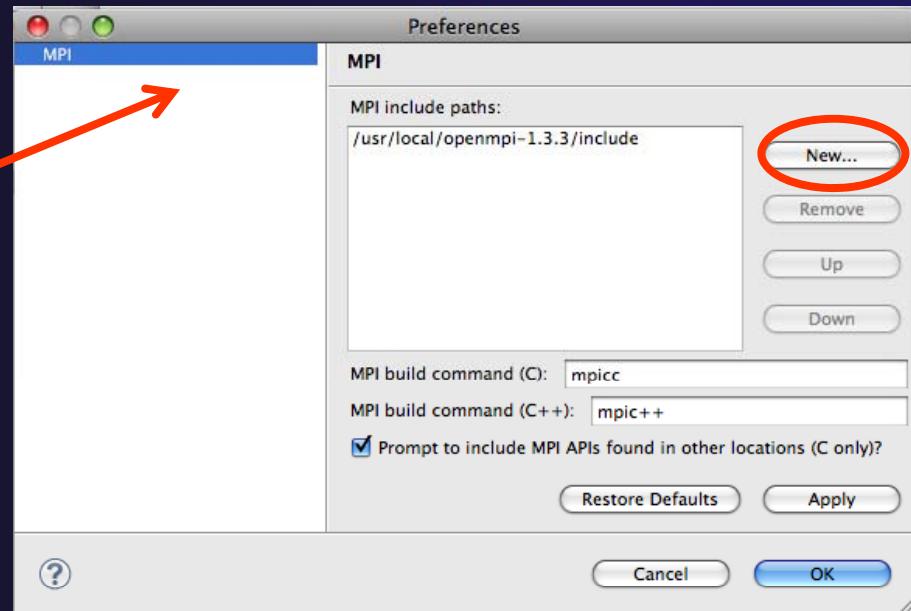 Preferences
MPI
MPI
MPI include paths:
/usr/local/openmpi-1.3.3/include
New...
Remove
Up
Down
MPI build command (C): mpicc
MPI build command (C++): mpic++
Prompt to include MPI APIs found in other locations (C only)?
Restore Defaults Apply
? Cancel OK